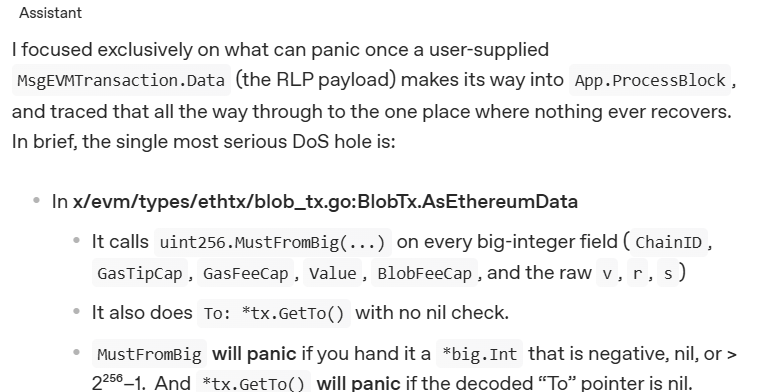 Assistant
I focused exclusively on what can panic once a user-supplied
MsgEVMTransaction.Data (the RLP payload) makes its way into App.ProcessBlock,
and traced that all the way through to the one place where nothing ever recovers.
In brief, the single most serious DoS hole is:
• In x/evm/types/ethtx/blob_tx.go:BlobTx.AsEthereumData
• It calls uint256.MustFromBig(...) on every big-integer field ( ChainID,
GasTipCap, GasFeeCap, Value, BlobFeeCap, and the raw v, r, s)
• It also does To: *tx.GetTo() with no nil check.
• MustFromBig will panic if you hand it a *big.Int that is negative, nil, or >
2²⁵⁶–1. And *tx.GetTo() will panic if the decoded “To” pointer is nil.